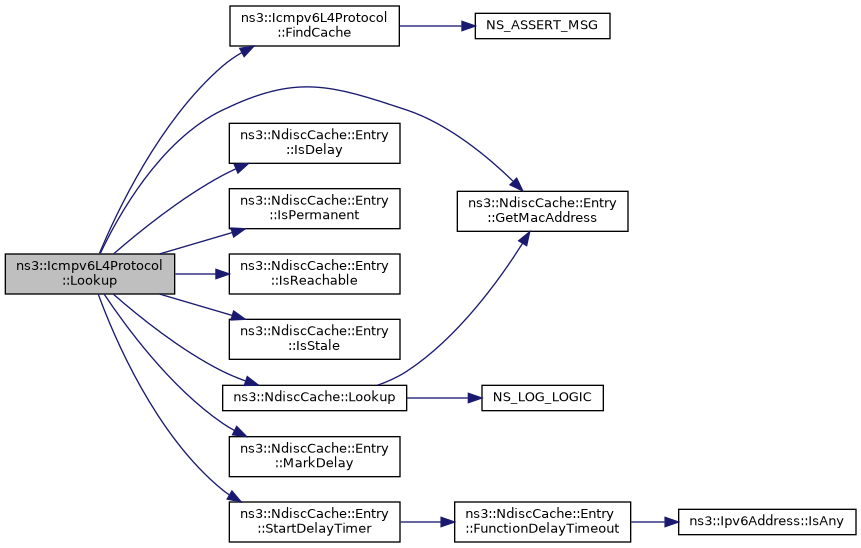 ns3::Icmpv6L4Protocol
::FindCache
NS_ASSERT_MSG
ns3::NdiscCache::Entry
::IsDelay
ns3::NdiscCache::Entry
::IsPermanent
ns3::NdiscCache::Entry
::GetMacAddress
ns3::Icmpv6L4Protocol
::Lookup
ns3::NdiscCache::Entry
::IsReachable
ns3::NdiscCache::Entry
::IsStale
ns3::NdiscCache::Lookup
NS_LOG_LOGIC
ns3::NdiscCache::Entry
::MarkDelay
ns3::NdiscCache::Entry
::StartDelayTimer
ns3::NdiscCache::Entry
::FunctionDelayTimeout
ns3::Ipv6Address::IsAny